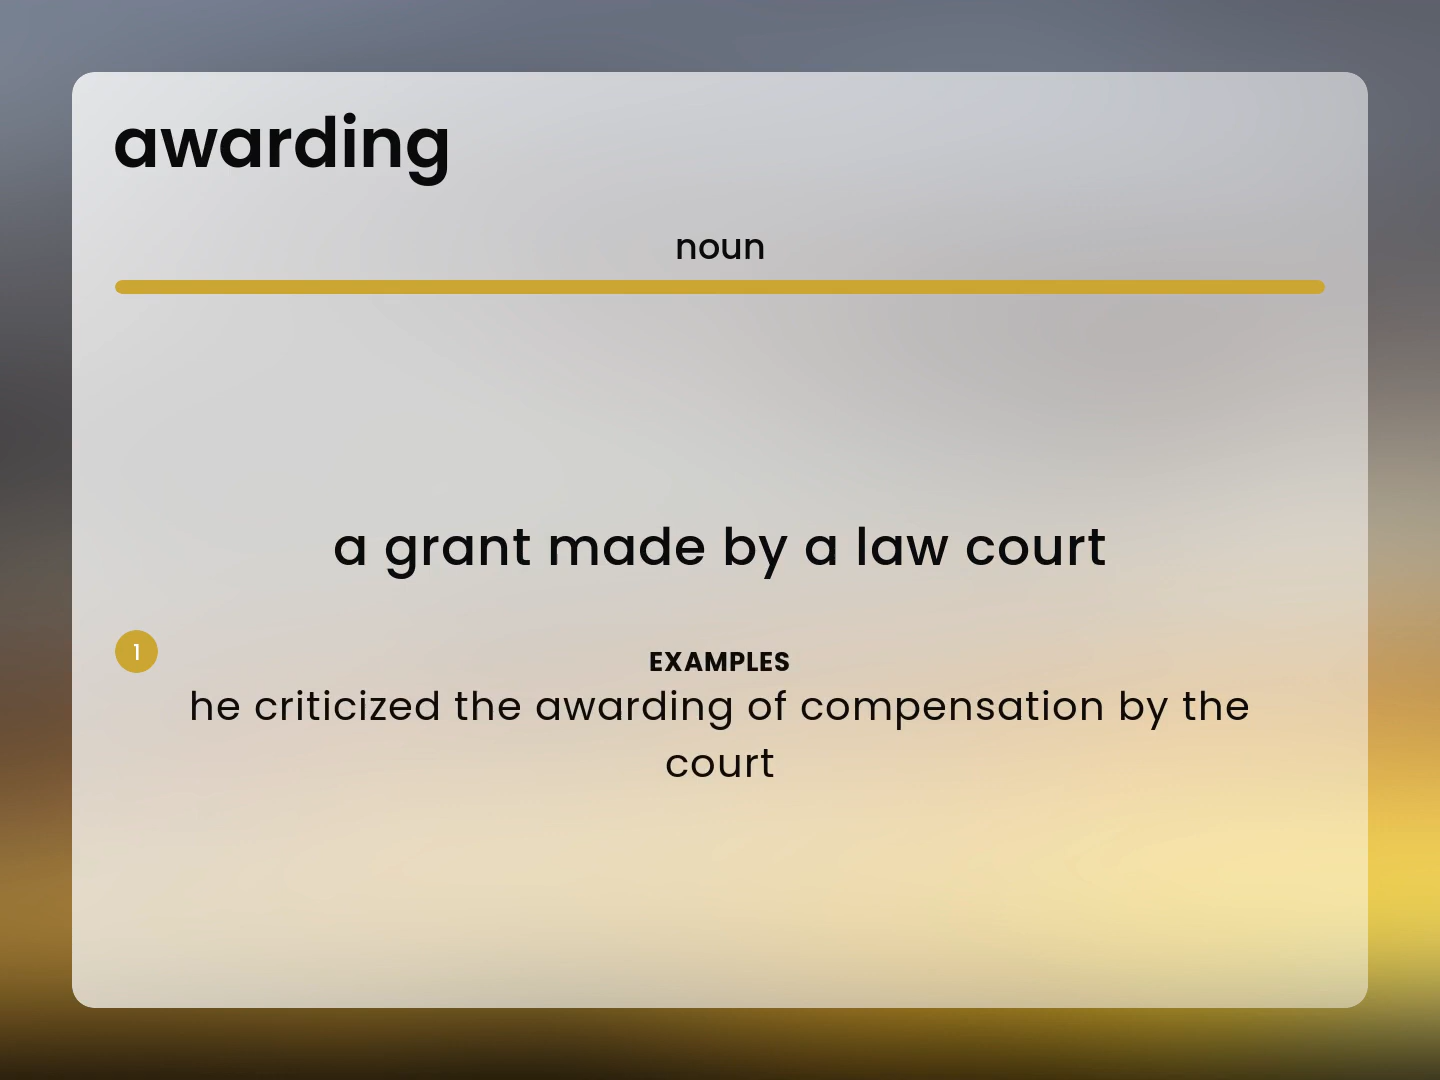 awarding
noun
a grant made by a law court
1
EXAMPLES
he criticized the awarding of compensation by the
court